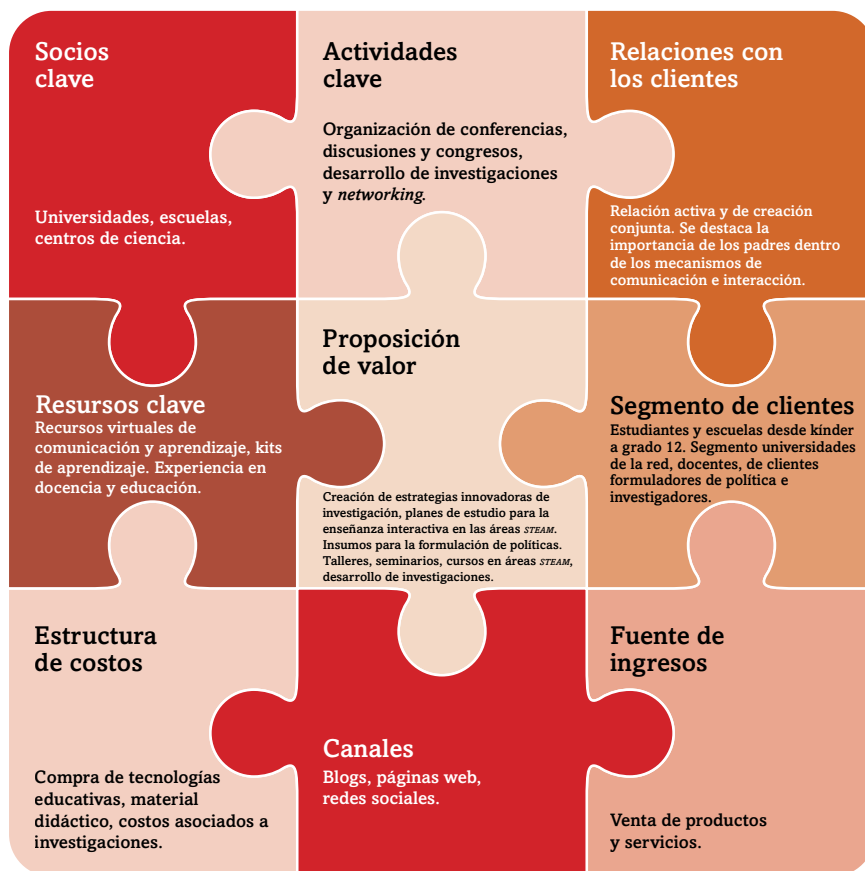 Socios
clave
Universidades, escuelas,
centros de ciencia.
Actividades
clave
Organización de conferencias,
discusiones y congresos,
desarrollo de investigaciones
y networking.
Relaciones con
los clientes
Relación activa y de creación
conjunta. Se destaca la
importancia de los padres dentro
de los mecanismos de
comunicación e interacción.
Resursos clave
Recursos virtuales de
comunicación y aprendizaje, kits
de aprendizaje. Experiencia en
docencia y educación.
Proposición
de valor
Creación de estrategias innovadoras de
investigación, planes de estudio para la
enseñanza interactiva en las áreas STEAM.
Insumos para la formulación de políticas.
Talleres, seminarios, cursos en áreas STEAM,
desarrollo de investigaciones.
Segmento de clientes
Estudiantes y escuelas desde kínder
a grado 12. Segmento universidades
de la red, docentes, de clientes
formuladores de política e
investigadores.
Estructura
de costos
Compra de tecnologías
educativas, material
didáctico, costos asociados a
investigaciones.
Canales
Blogs, páginas web,
redes sociales.
Fuente de
ingresos
Venta de productos
y servicios.